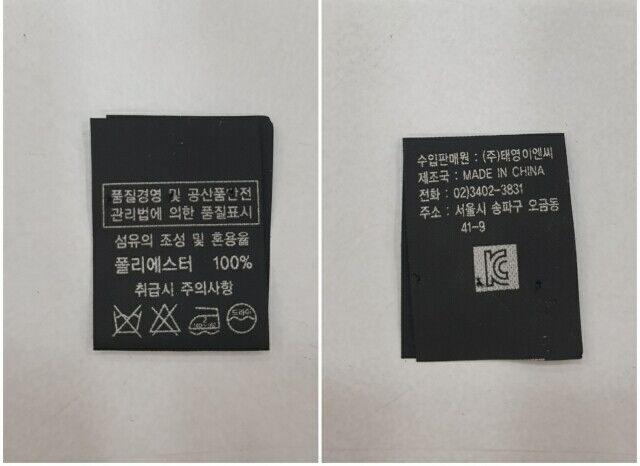 품질경영 및 공산품안전
관리법에 의한 품질표시
섬유의 조성 및 혼용율
폴리에스터 100%
취급시 주의사항
드라이
수입판매원 : (주)태영이엔씨
제조국 : MADE IN CHINA
전화 : 02)3402-3831
주소 : 서울시 송파구 오금동
41-9
KC